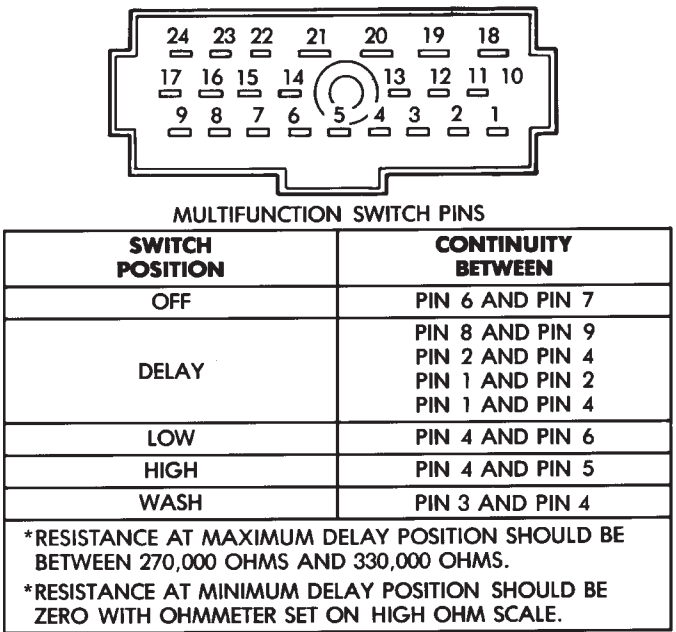 24 23 22 21 20 19 18
17 16 15 14 13 12 11 10
9 8 7 6 5 4 3 2 1
MULTIFUNCTION SWITCH PINS
SWITCH POSITION
CONTINUITY BETWEEN
OFF
PIN 6 AND PIN 7
DELAY
PIN 8 AND PIN 9
PIN 2 AND PIN 4
PIN 1 AND PIN 2
PIN 1 AND PIN 4
LOW
PIN 4 AND PIN 6
HIGH
PIN 4 AND PIN 5
WASH
PIN 3 AND PIN 4
*RESISTANCE AT MAXIMUM DELAY POSITION SHOULD BE
BETWEEN 270,000 OHMS AND 330,000 OHMS.
*RESISTANCE AT MINIMUM DELAY POSITION SHOULD BE
ZERO WITH OHMMETER SET ON HIGH OHM SCALE.